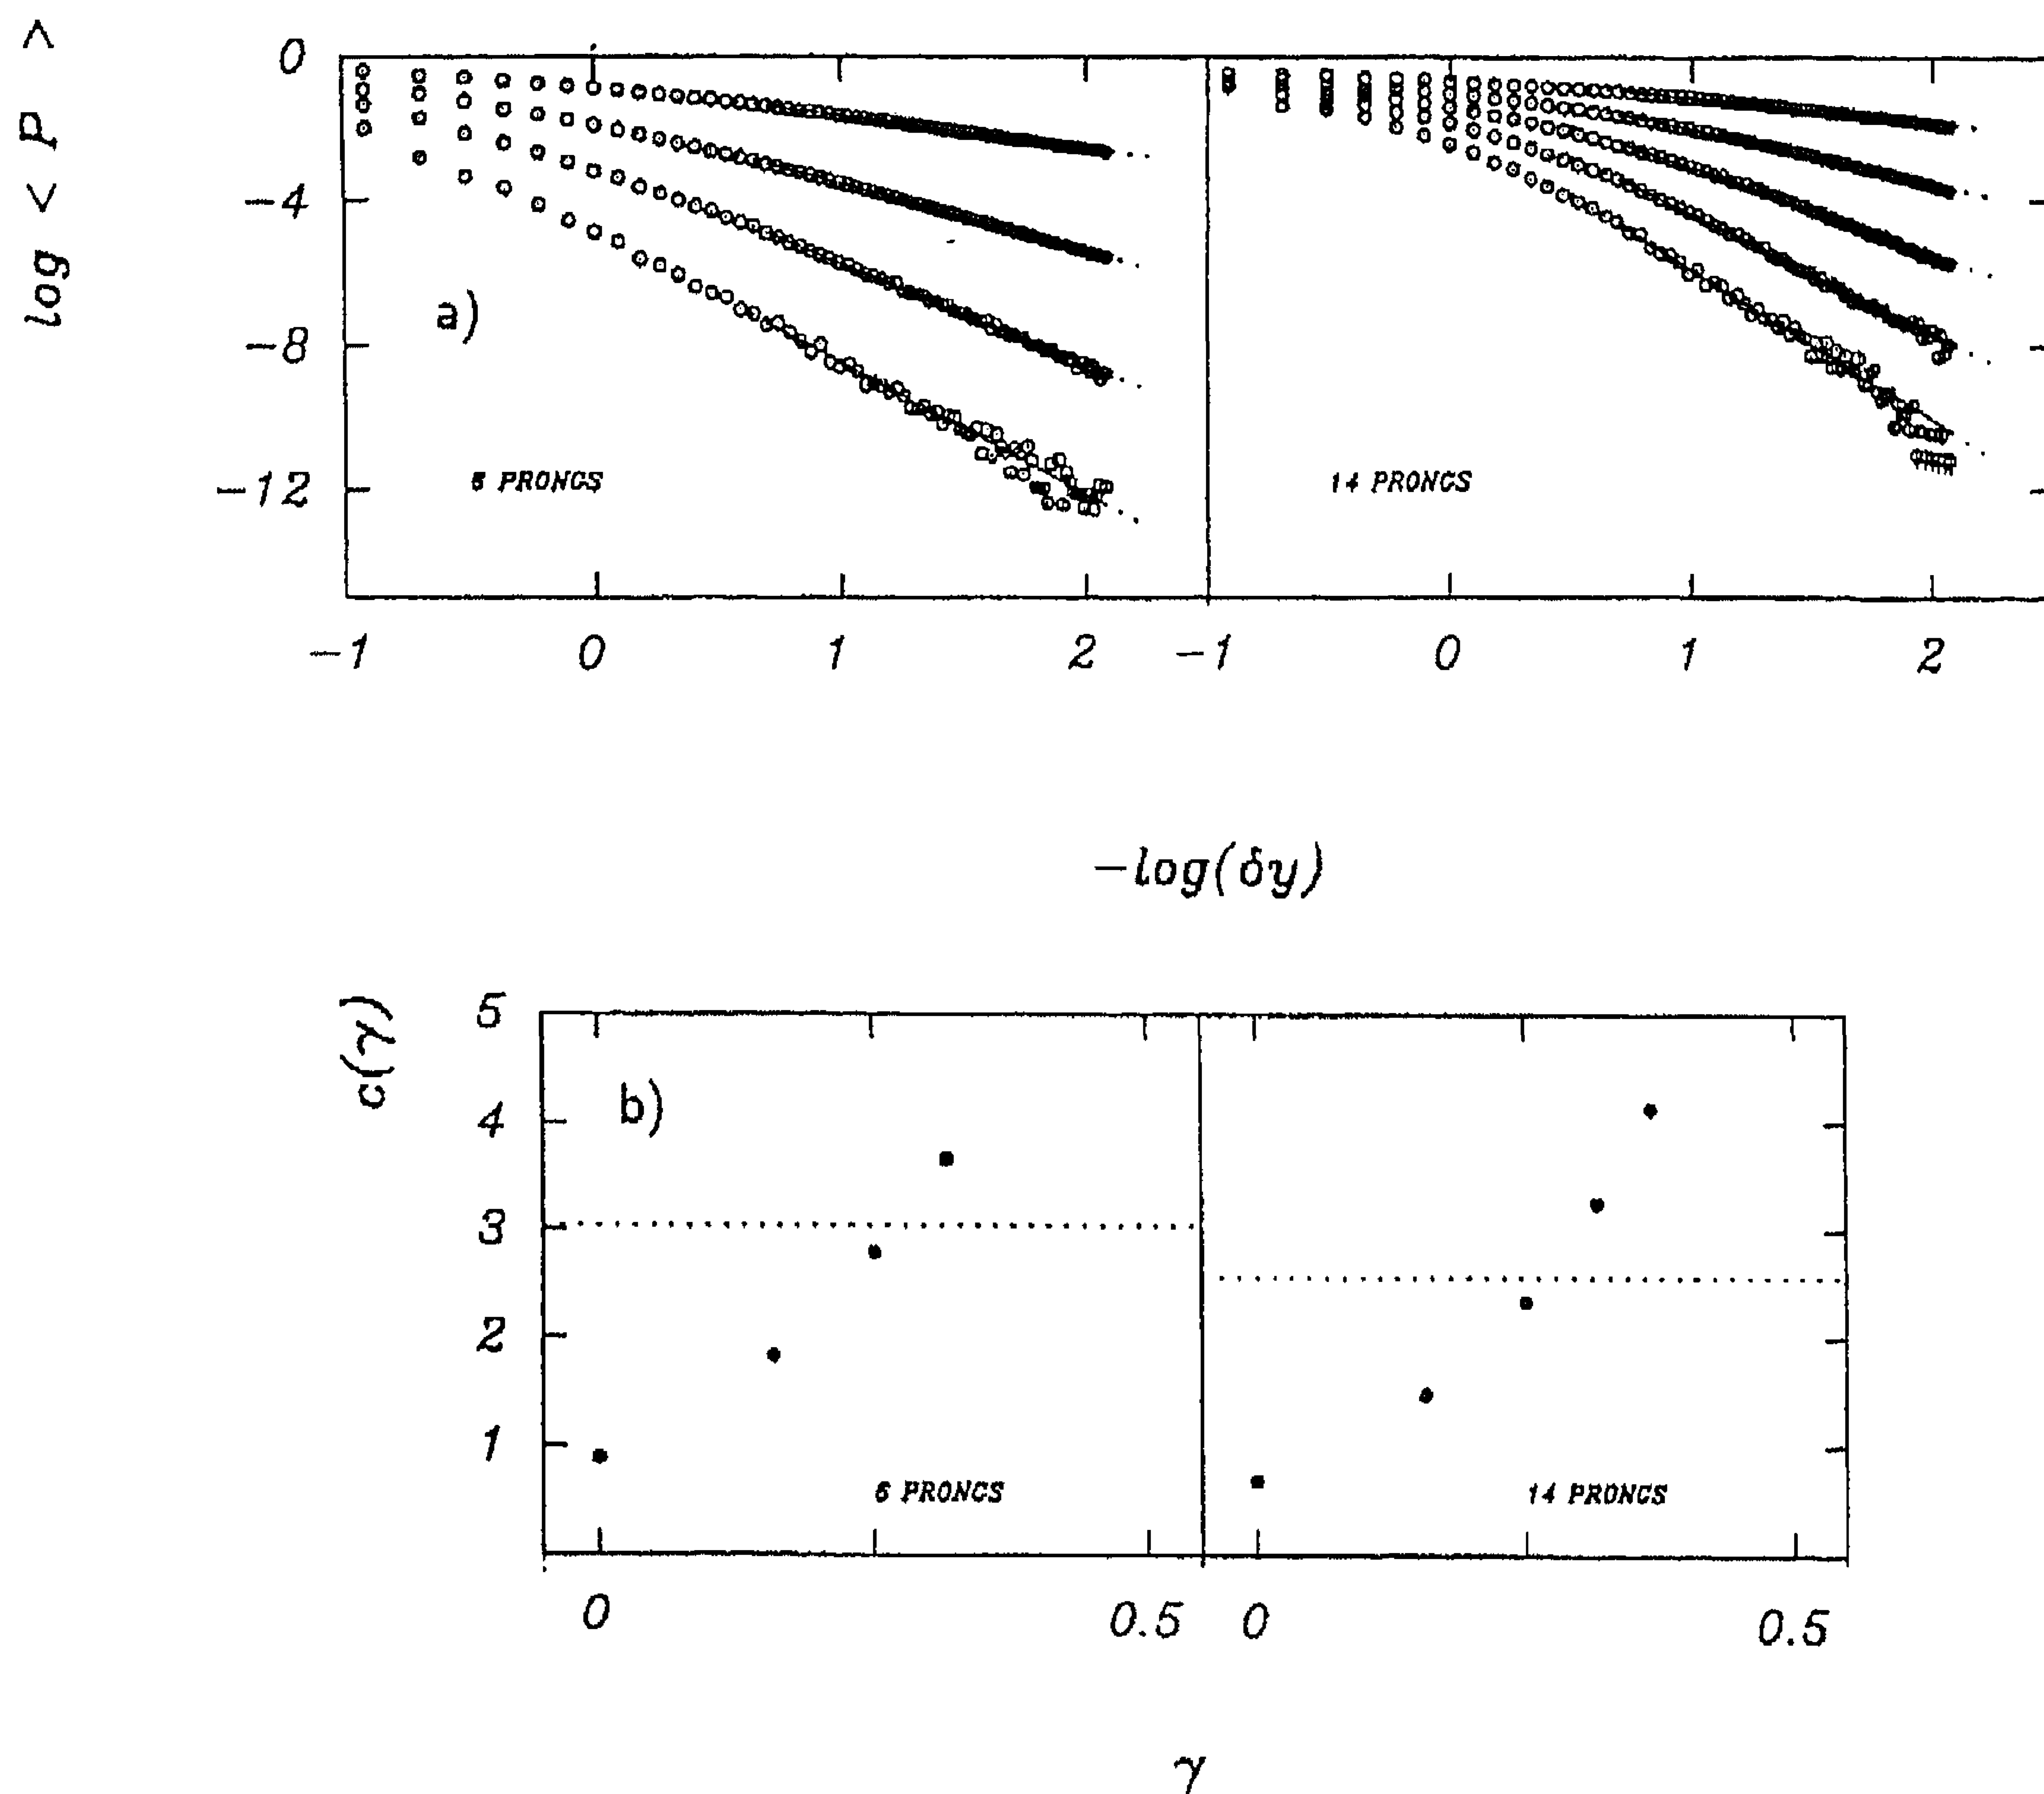 log < P >
0
-4
-8
-12
a)
6 PRONGS
14 PRONGS
-1 0 1 2 -1 0 1 2
-log(δy)
c(γ)
5
4
3
2
1
b)
6 PRONGS
14 PRONGS
0 0.5 0 0.5
γ